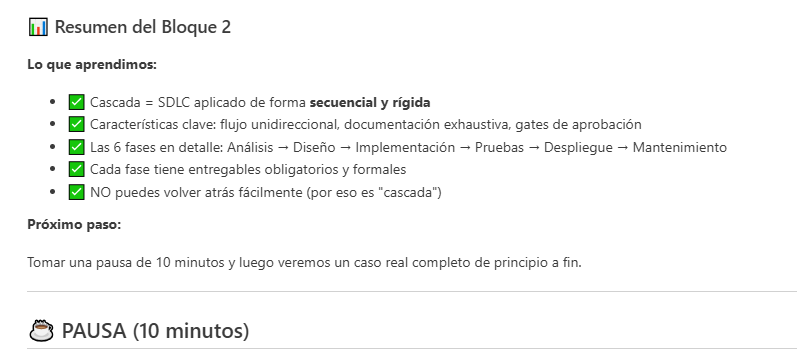 📊 Resumen del Bloque 2
Lo que aprendimos:
• ✅ Cascada = SDLC aplicado de forma secuencial y rígida
• ✅ Características clave: flujo unidireccional, documentación exhaustiva, gates de aprobación
• ✅ Las 6 fases en detalle: Análisis → Diseño → Implementación → Pruebas → Despliegue → Mantenimiento
• ✅ Cada fase tiene entregables obligatorios y formales
• ✅ NO puedes volver atrás fácilmente (por eso es "cascada")
Próximo paso:
Tomar una pausa de 10 minutos y luego veremos un caso real completo de principio a fin.
☕ PAUSA (10 minutos)